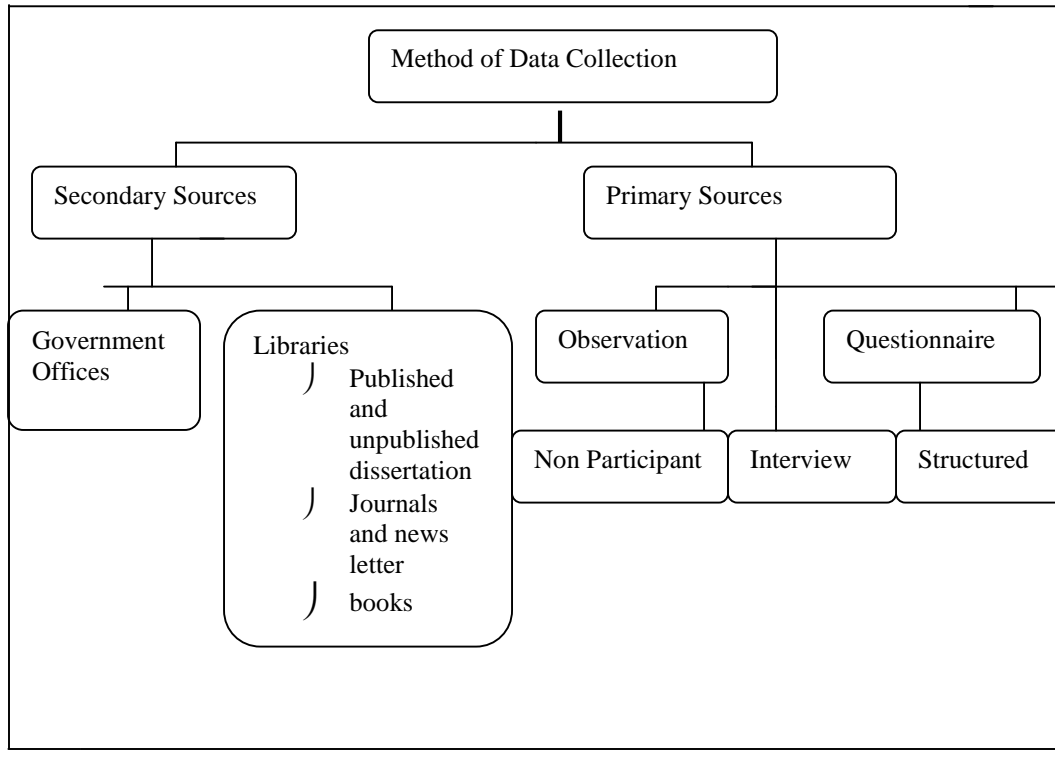 Method of Data Collection
Secondary Sources
Primary Sources
Government
Offices
Libraries
Published
and
unpublished
dissertation
Journals
and news
letter
books
Observation
Questionnaire
Non Participant
Interview
Structured